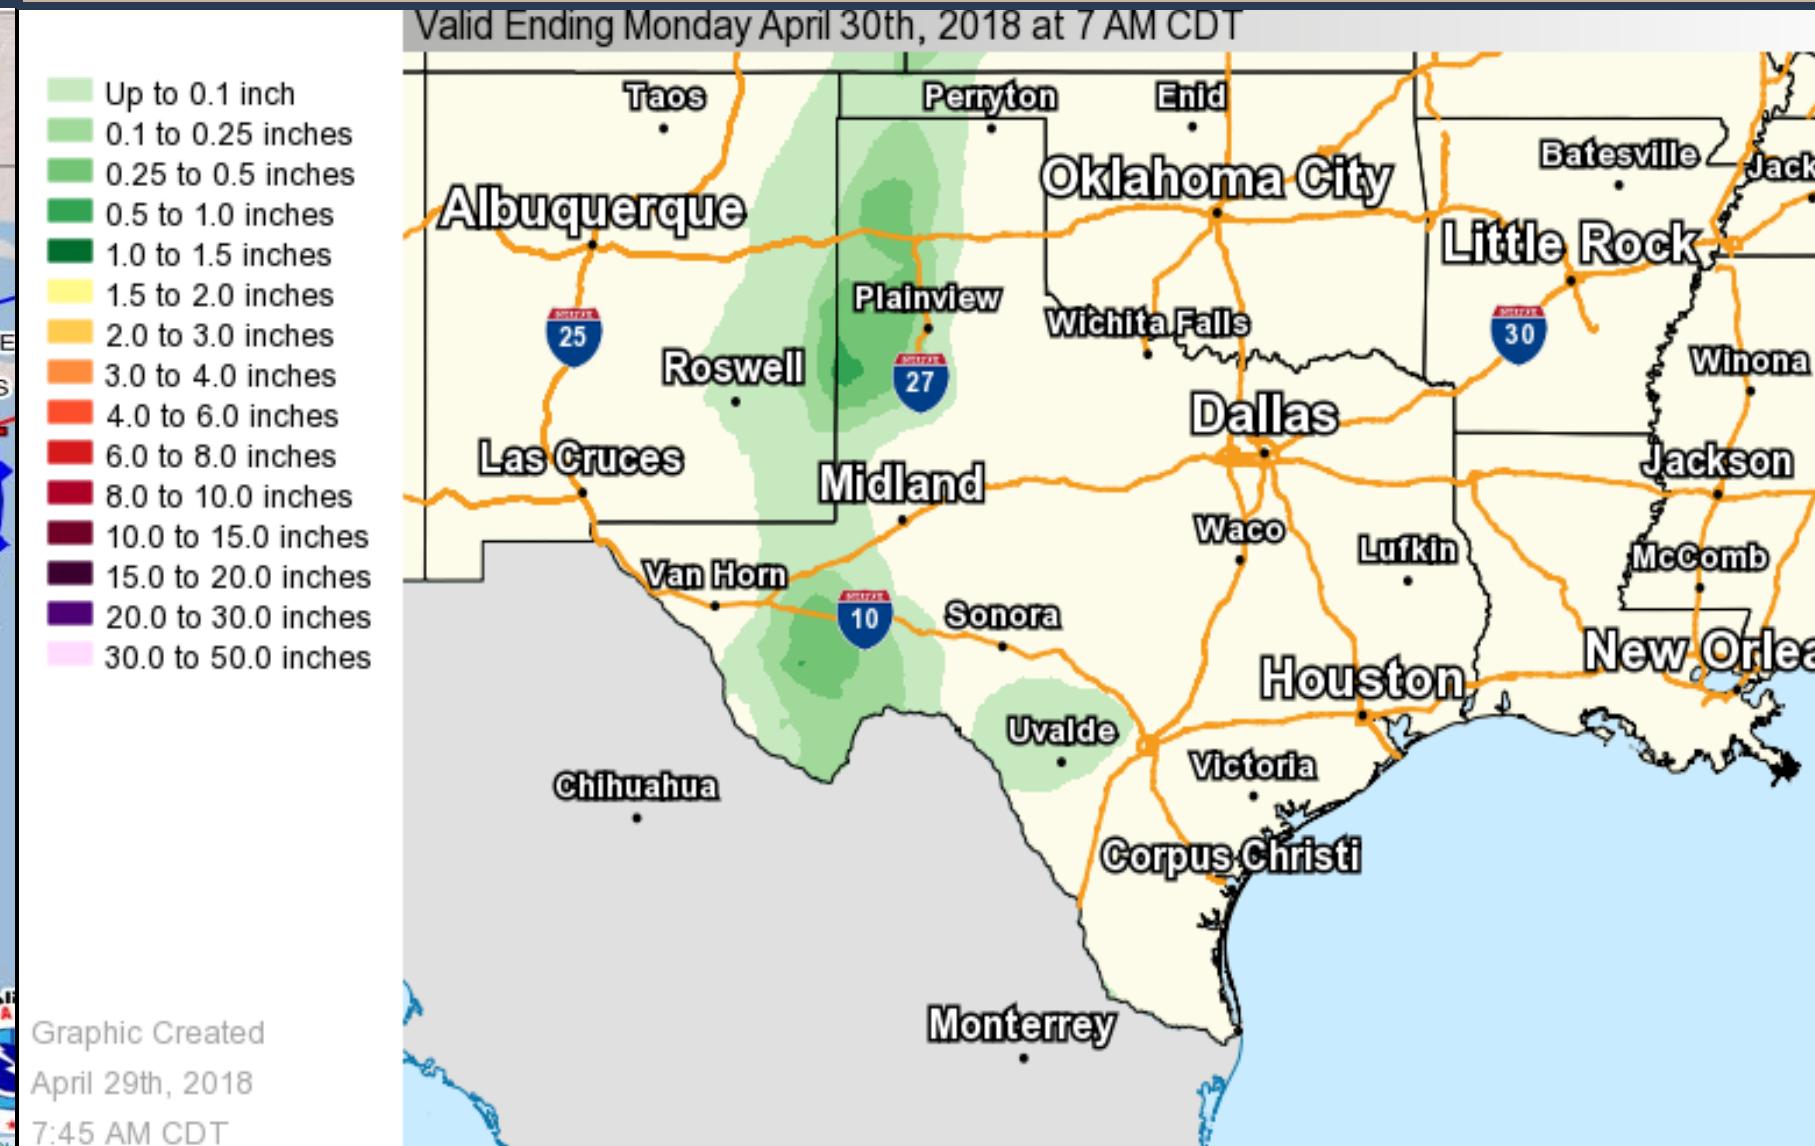 Valid Ending Monday April 30th, 2018 at 7 AM CDT
Up to 0.1 inch
0.1 to 0.25 inches
0.25 to 0.5 inches
0.5 to 1.0 inches
1.0 to 1.5 inches
1.5 to 2.0 inches
2.0 to 3.0 inches
3.0 to 4.0 inches
4.0 to 6.0 inches
6.0 to 8.0 inches
8.0 to 10.0 inches
10.0 to 15.0 inches
15.0 to 20.0 inches
20.0 to 30.0 inches
30.0 to 50.0 inches
Graphic Created
April 29th, 2018
7:45 AM CDT
Taos
Perryton
Enid
Batesville
Jack
Oklahoma City
Albuquerque
Little Rock
Plainview
Wichita Falls
25
30
Roswell
27
Winona
Dallas
Las Cruces
Midland
Jackson
Waco
Lufkin
McComb
Van Horn
10
Sonora
New Orlea
Houston
Uvalde
Victoria
Chihuahua
Corpus Christi
Monterrey